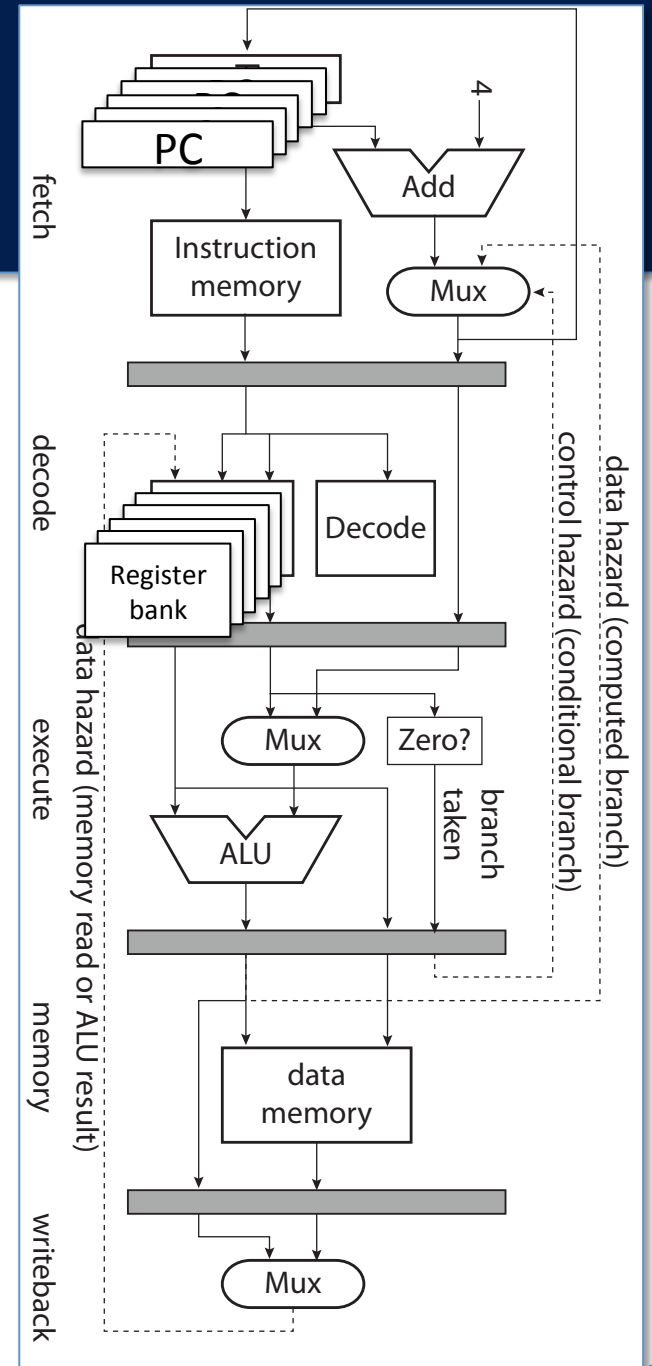 PC
4
Add
fetch
Instruction
memory
Mux
decode
Decode
Register
bank
data hazard (computed branch)
control hazard (conditional branch)
data hazard (memory read or ALU result)
execute
Mux
Zero?
branch
taken
ALU
memory
data
memory
writeback
Mux